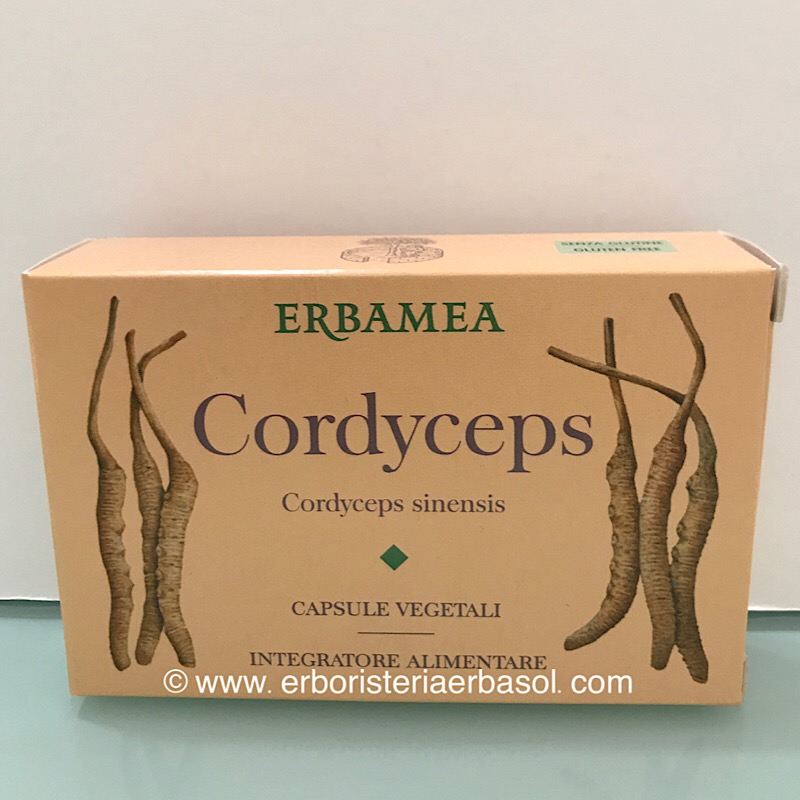 SENZA GLUTINE
GLUTEN FREE
ERBAMEA
Cordyceps
Cordyceps sinensis
CAPSULE VEGETALI
INTEGRATORE ALIMENTARE
© www. erboristeriaerbasol. com